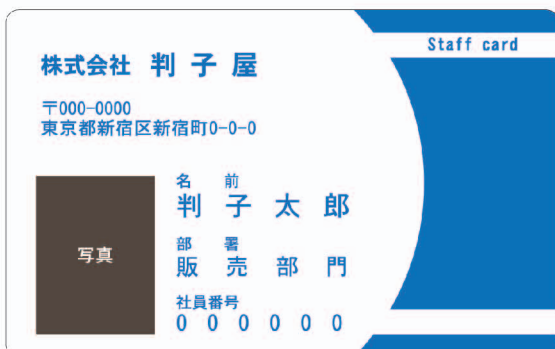 Staff card
株式会社 判子屋
〒000-0000
東京都新宿区新宿町0-0-0
名前
判子太郎
部署
販売部門
写真
社員番号
000000